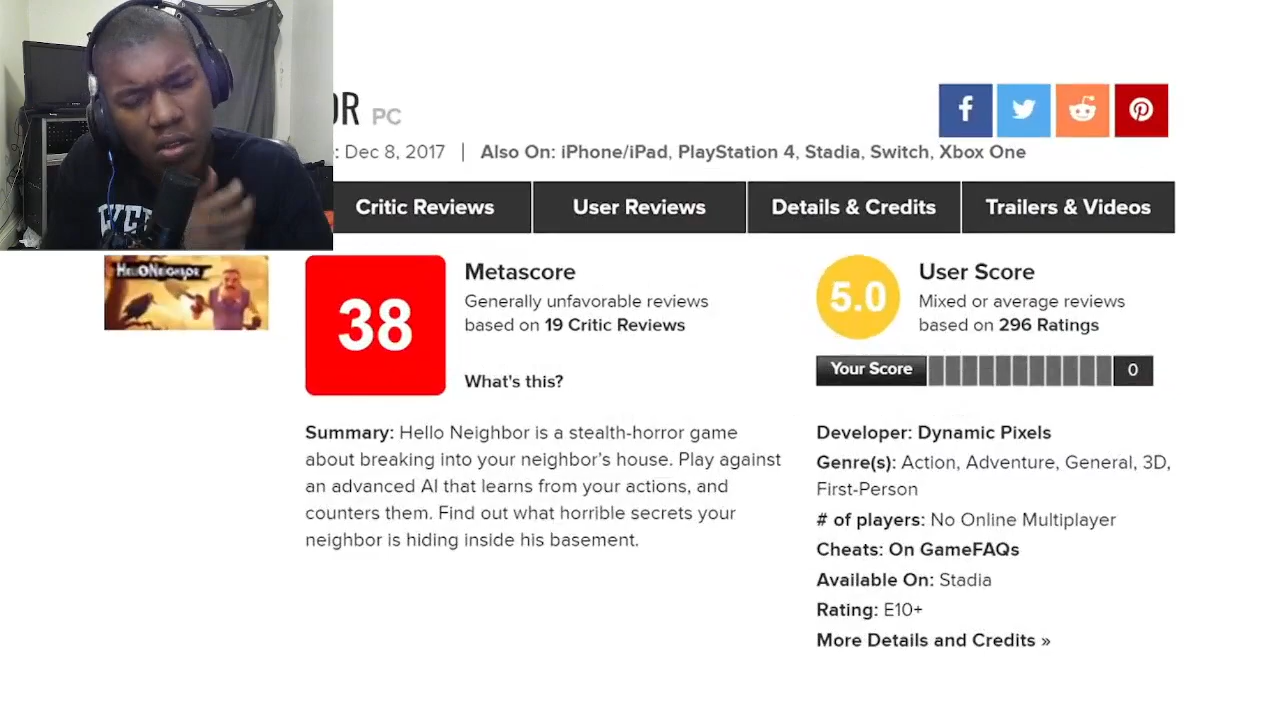 OR PC
: Dec 8, 2017 | Also On: iPhone/iPad, PlayStation 4, Stadia, Switch, Xbox One
Critic Reviews User Reviews Details & Credits Trailers & Videos
HELLO NEIGHBOR
38
Metascore
Generally unfavorable reviews
based on 19 Critic Reviews
What's this?
5.0
User Score
Mixed or average reviews
based on 296 Ratings
Your Score 0
Summary: Hello Neighbor is a stealth-horror game
about breaking into your neighbor's house. Play against
an advanced AI that learns from your actions, and
counters them. Find out what horrible secrets your
neighbor is hiding inside his basement.
Developer: Dynamic Pixels
Genre(s): Action, Adventure, General, 3D,
First-Person
# of players: No Online Multiplayer
Cheats: On GameFAQs
Available On: Stadia
Rating: E10+
More Details and Credits »